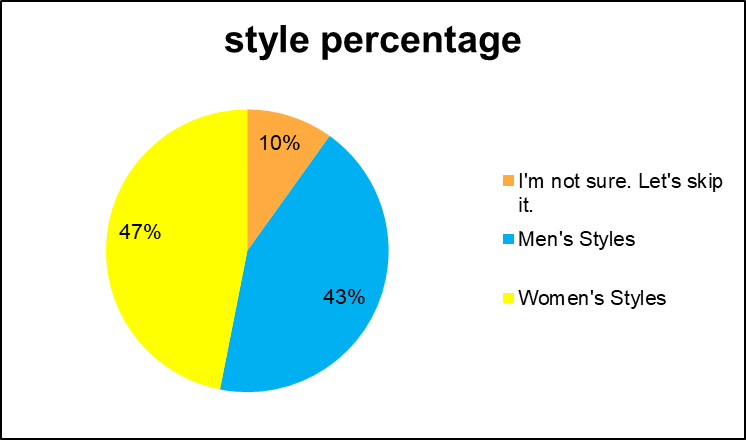 style percentage
10%
47%
43%
I'm not sure. Let's skip
it.
Men's Styles
Women's Styles